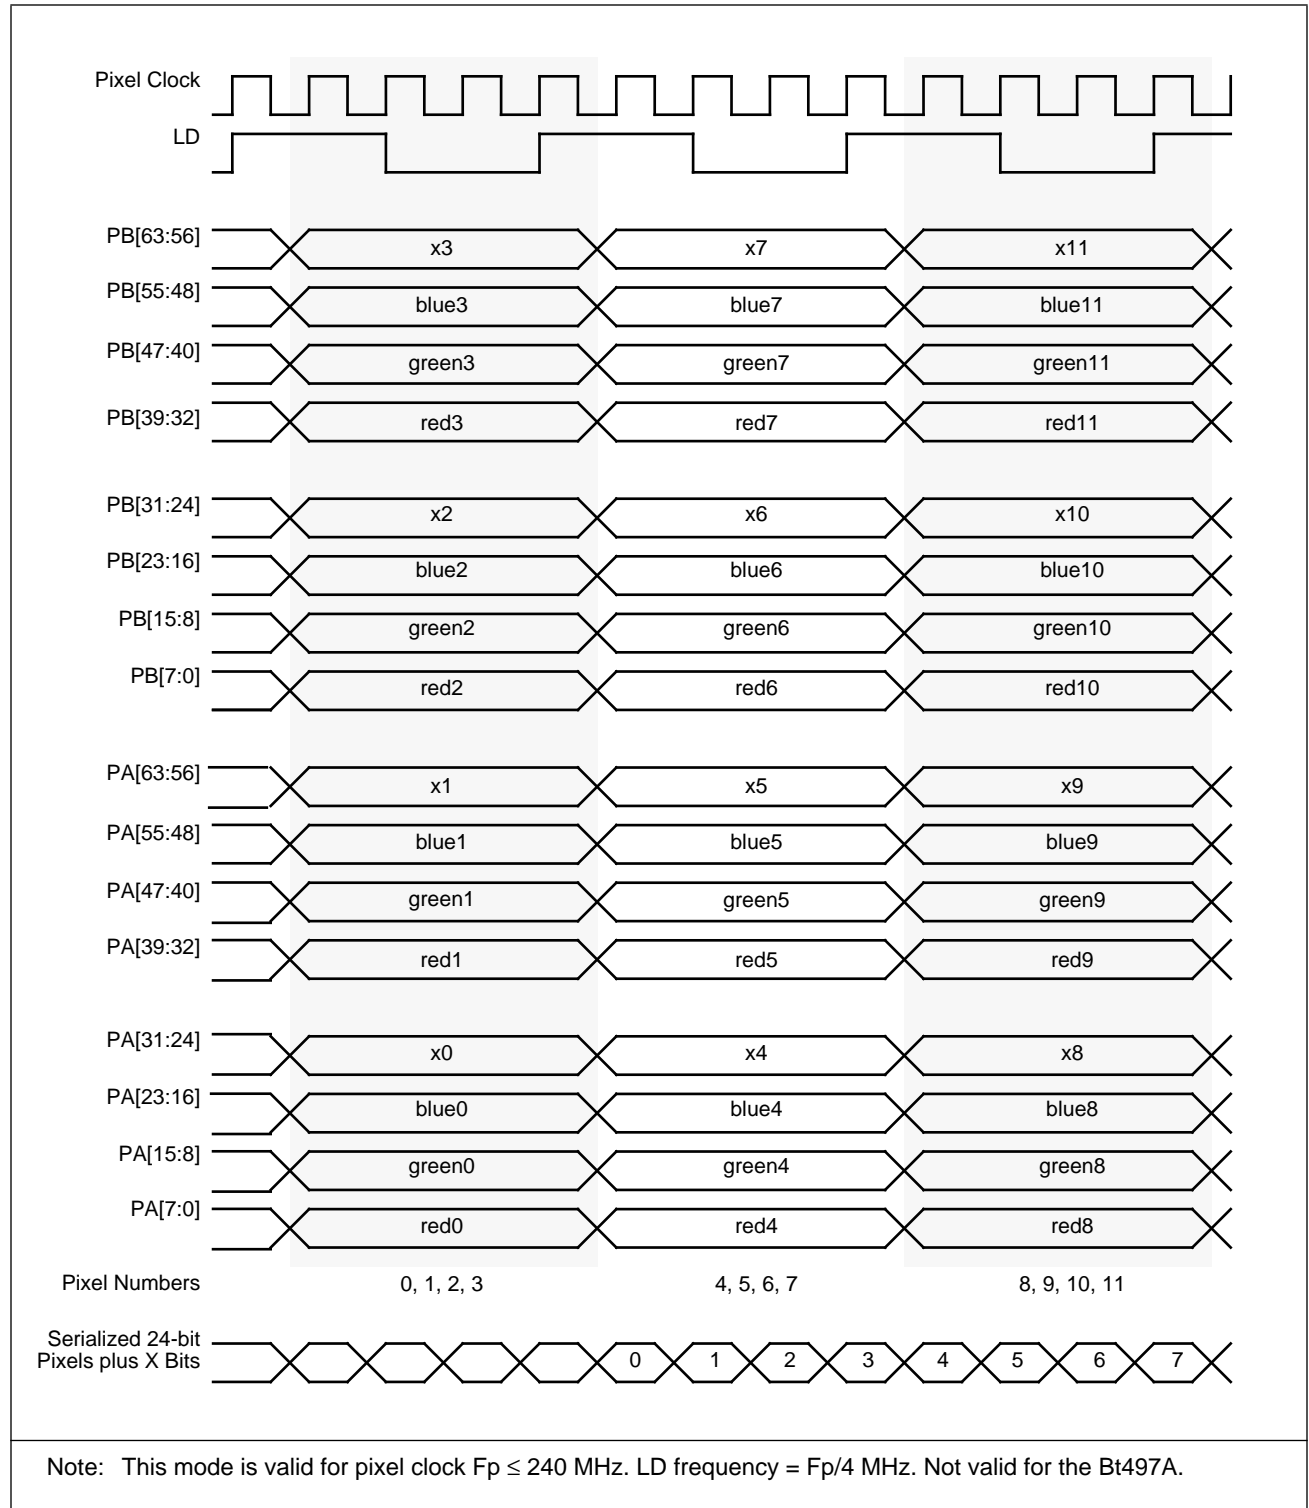 Pixel Clock
LD
PB[63:56] x3 x7 x11
PB[55:48] blue3 blue7 blue11
PB[47:40] green3 green7 green11
PB[39:32] red3 red7 red11
PB[31:24] x2 x6 x10
PB[23:16] blue2 blue6 blue10
PB[15:8] green2 green6 green10
PB[7:0] red2 red6 red10
PA[63:56] x1 x5 x9
PA[55:48] blue1 blue5 blue9
PA[47:40] green1 green5 green9
PA[39:32] red1 red5 red9
PA[31:24] x0 x4 x8
PA[23:16] blue0 blue4 blue8
PA[15:8] green0 green4 green8
PA[7:0] red0 red4 red8
Pixel Numbers 0, 1, 2, 3 4, 5, 6, 7 8, 9, 10, 11
Serialized 24-bit
Pixels plus X Bits 0 1 2 3 4 5 6 7
Note: This mode is valid for pixel clock Fp ≤ 240 MHz. LD frequency = Fp/4 MHz. Not valid for the Bt497A.